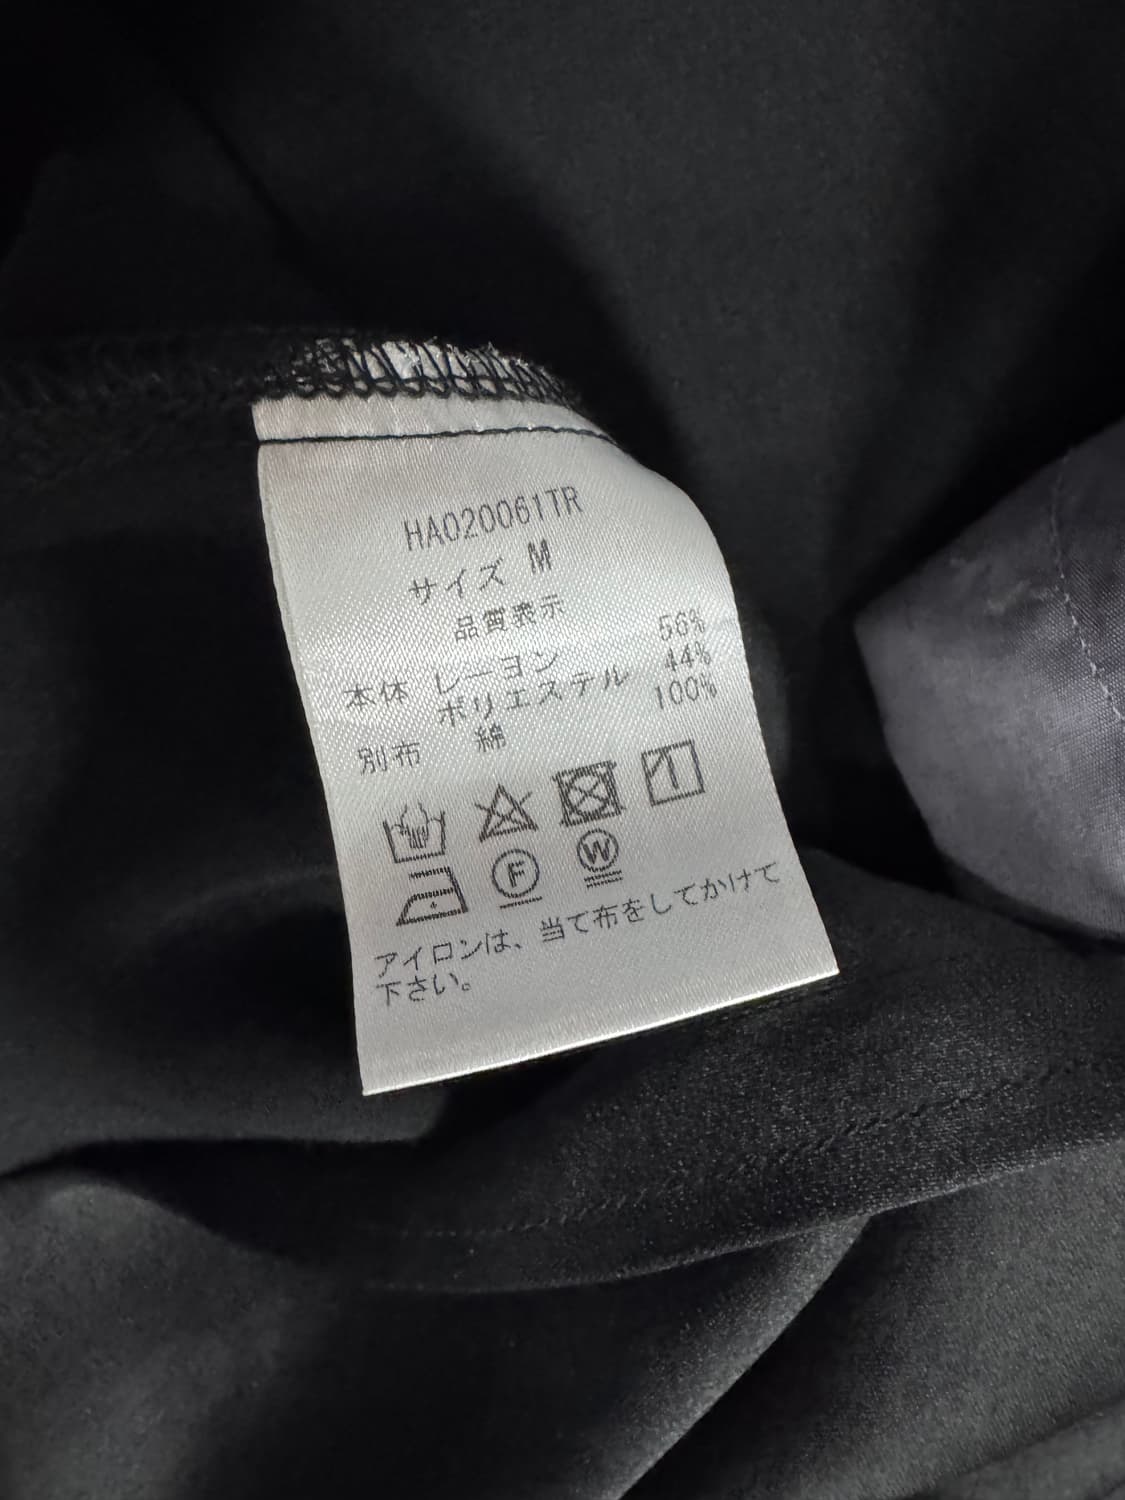 HA020061TR
サイズ M
品質表示
本体 レーヨン 56%
ポリエステル 44%
別布 綿 100%
F W
アイロンは、当て布をしてかけて
下さい。